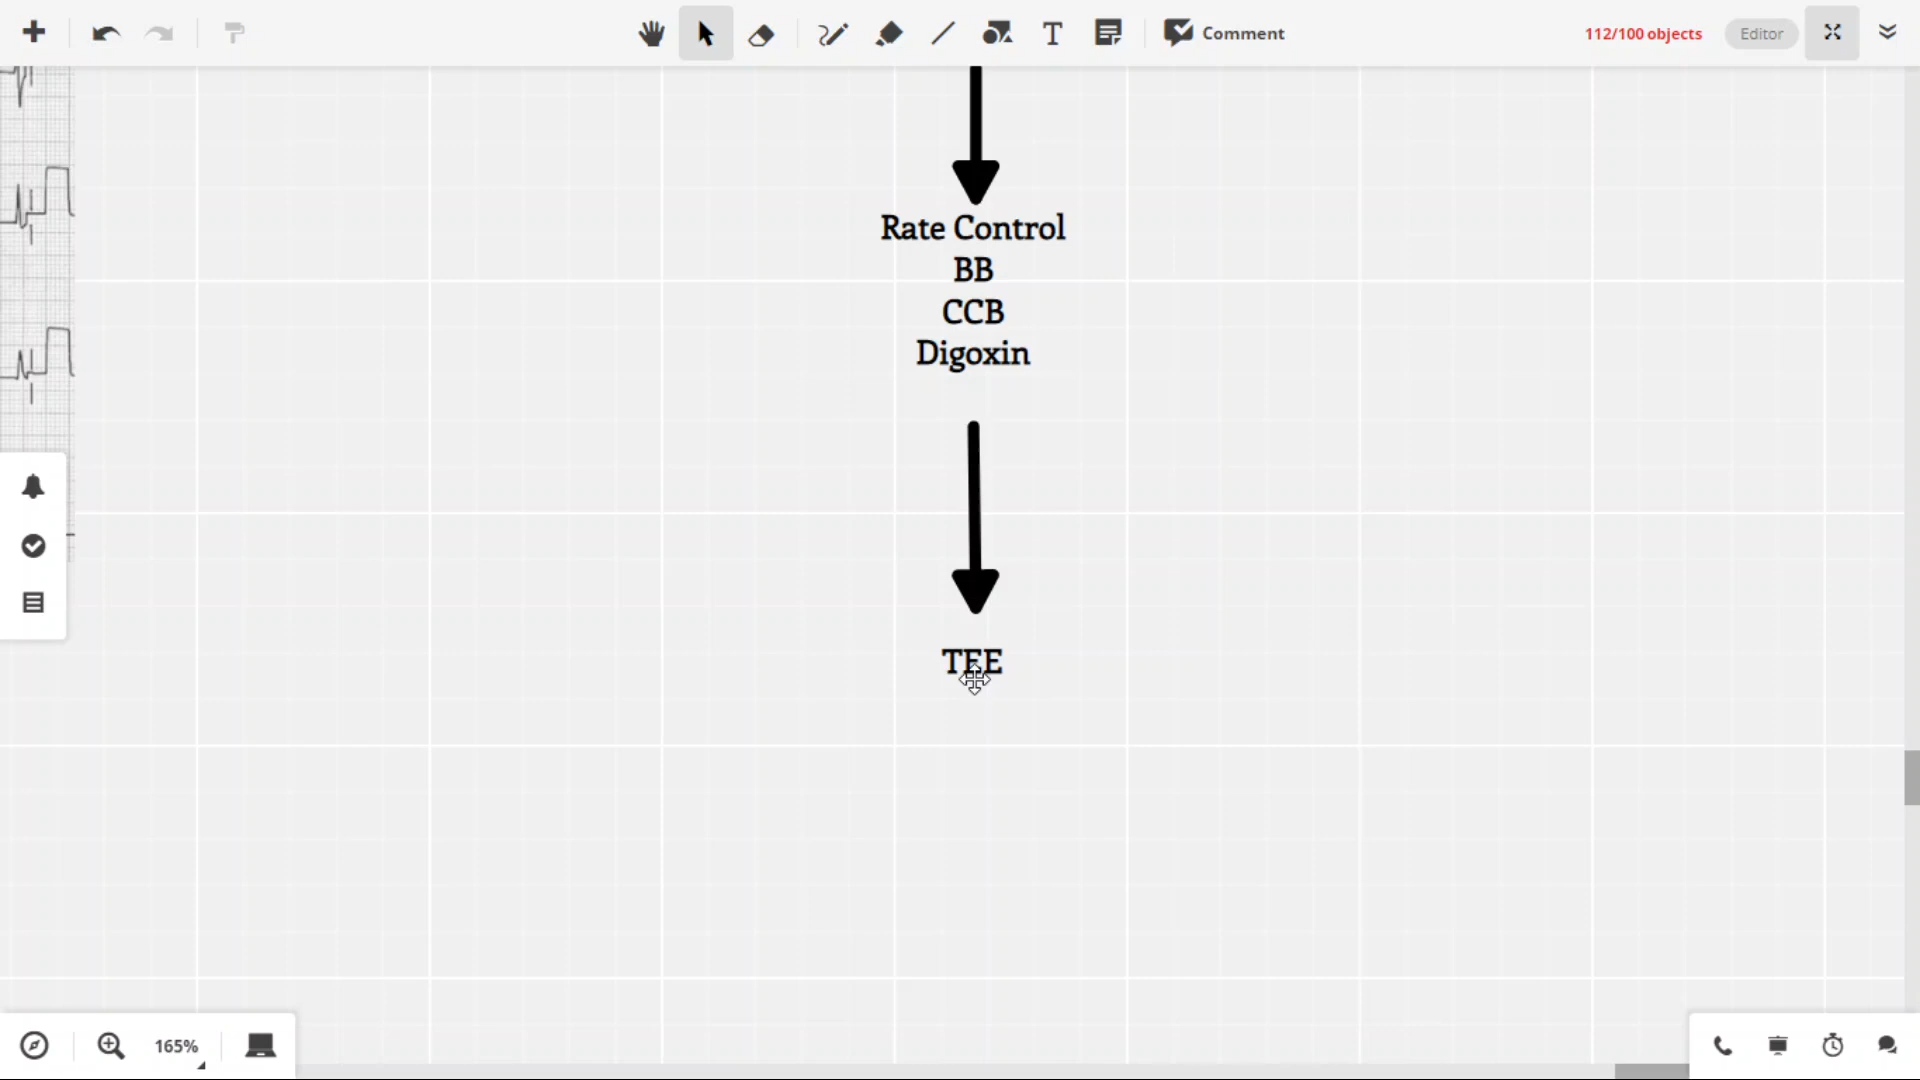 Comment
112/100 objects
Editor
Rate Control
BB
CCB
Digoxin
TEE
165%